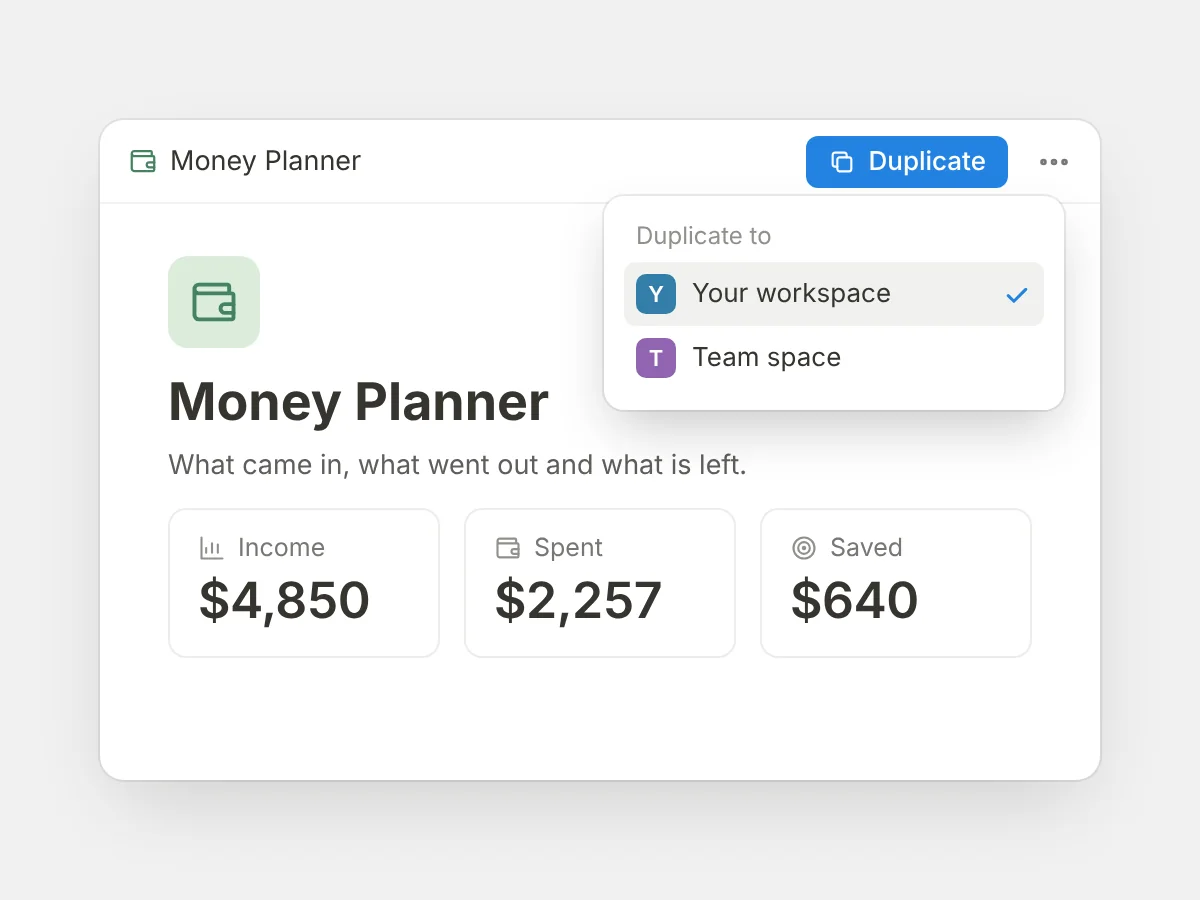 Money Planner
Duplicate
Duplicate to
Y Your workspace
T Team space
Money Planner
What came in, what went out and what is left.
Income
$4,850
Spent
$2,257
Saved
$640